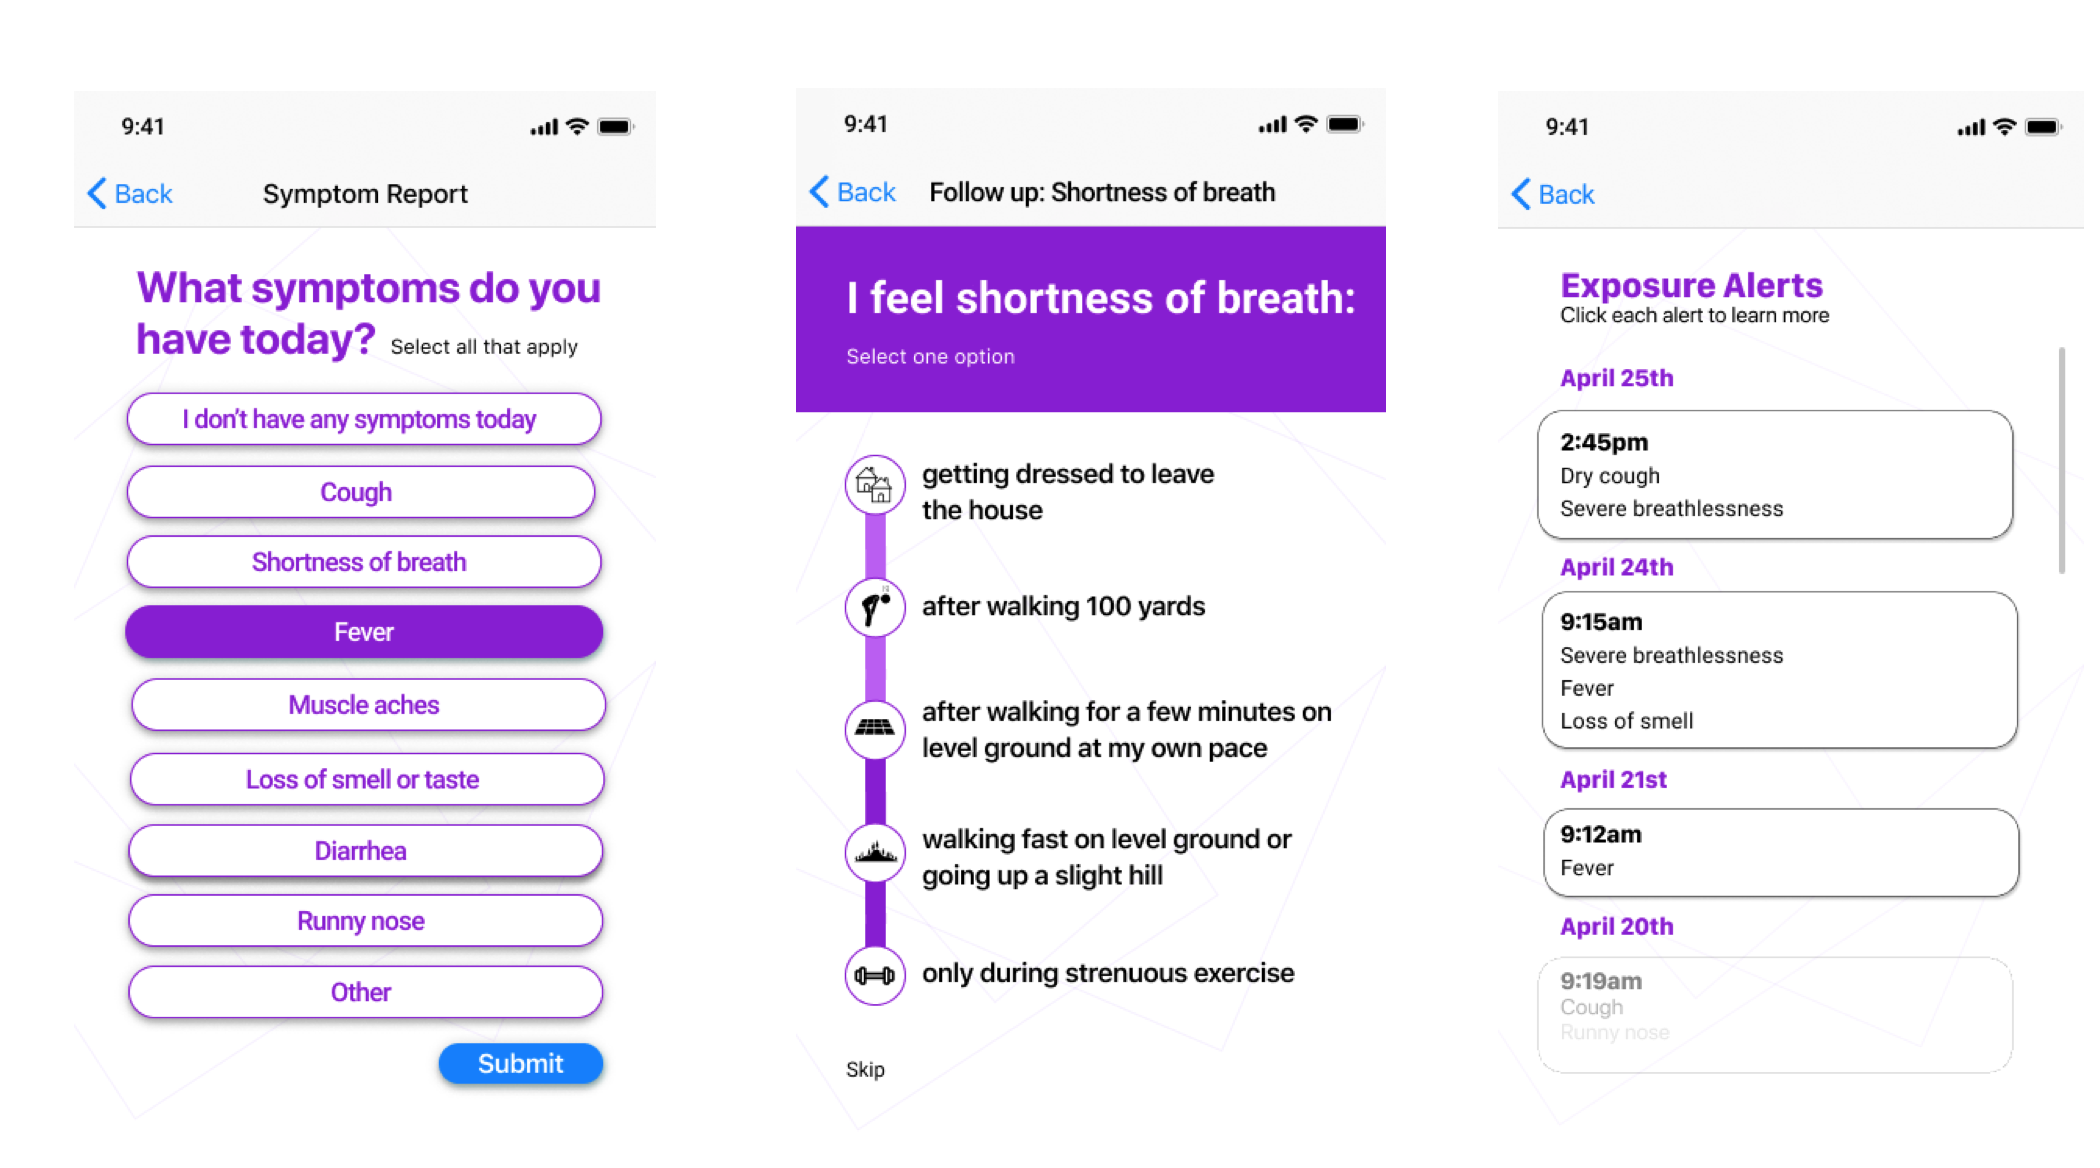 9:41
Back
Symptom Report
What symptoms do you
have today? Select all that apply
I don't have any symptoms today
Cough
Shortness of breath
Fever
Muscle aches
Loss of smell or taste
Diarrhea
Runny nose
Other
Submit
9:41
Back
Follow up: Shortness of breath
I feel shortness of breath:
Select one option
getting dressed to leave
the house
after walking 100 yards
after walking for a few minutes on
level ground at my own pace
walking fast on level ground or
going up a slight hill
only during strenuous exercise
Skip
9:41
Back
Exposure Alerts
Click each alert to learn more
April 25th
2:45pm
Dry cough
Severe breathlessness
April 24th
9:15am
Severe breathlessness
Fever
Loss of smell
April 21st
9:12am
Fever
April 20th
9:19am
Cough
Runny nose